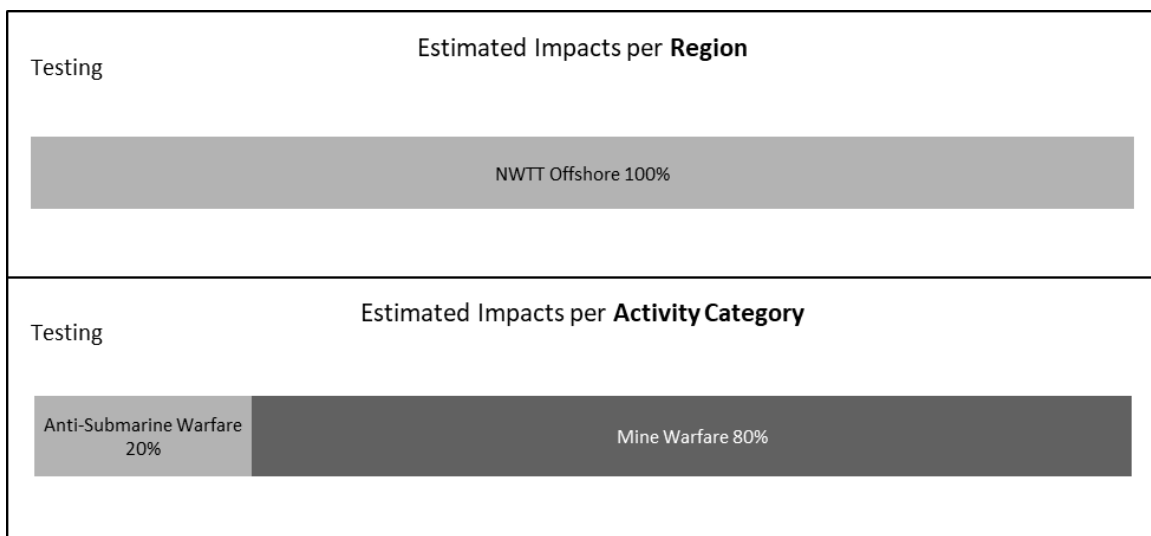 Estimated Impacts per Region
Testing
NWTT Offshore 100%
Estimated Impacts per Activity Category
Testing
Anti-Submarine Warfare
20%
Mine Warfare 80%